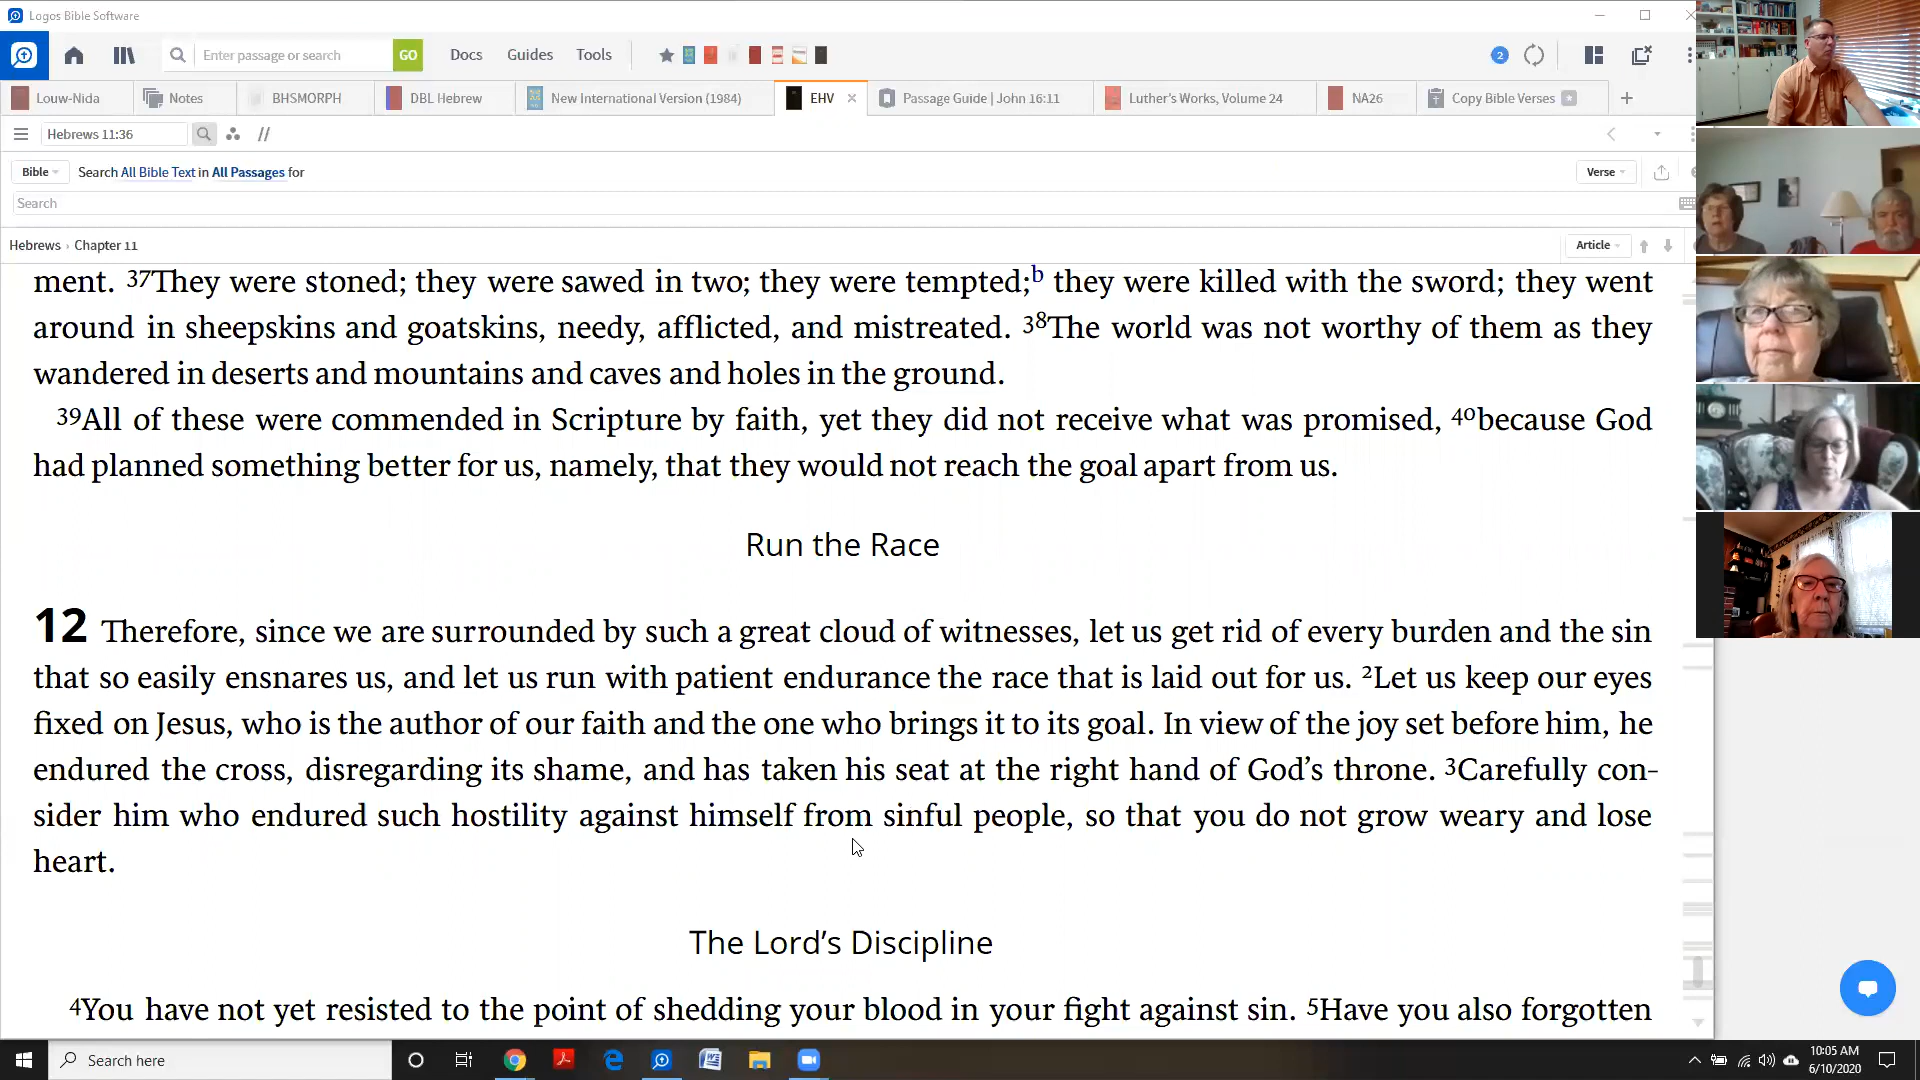 Logos Bible Software
Enter passage or search GO Docs Guides Tools 2
Louw-Nida Notes BHSMORPH DBL Hebrew New International Version (1984) EHV Passage Guide | John 16:11 Luther's Works, Volume 24 NA26 Copy Bible Verses
Hebrews 11:36
Bible Search All Bible Text in All Passages for Verse
Search
Hebrews › Chapter 11 Article
ment. 37They were stoned; they were sawed in two; they were tempted;b they were killed with the sword; they went
around in sheepskins and goatskins, needy, afflicted, and mistreated. 38The world was not worthy of them as they
wandered in deserts and mountains and caves and holes in the ground.
39All of these were commended in Scripture by faith, yet they did not receive what was promised, 40because God
had planned something better for us, namely, that they would not reach the goal apart from us.
Run the Race
12 Therefore, since we are surrounded by such a great cloud of witnesses, let us get rid of every burden and the sin
that so easily ensnares us, and let us run with patient endurance the race that is laid out for us. 2Let us keep our eyes
fixed on Jesus, who is the author of our faith and the one who brings it to its goal. In view of the joy set before him, he
endured the cross, disregarding its shame, and has taken his seat at the right hand of God's throne. 3Carefully con-
sider him who endured such hostility against himself from sinful people, so that you do not grow weary and lose
heart.
The Lord's Discipline
4You have not yet resisted to the point of shedding your blood in your fight against sin. 5Have you also forgotten
Search here
10:05 AM
6/10/2020